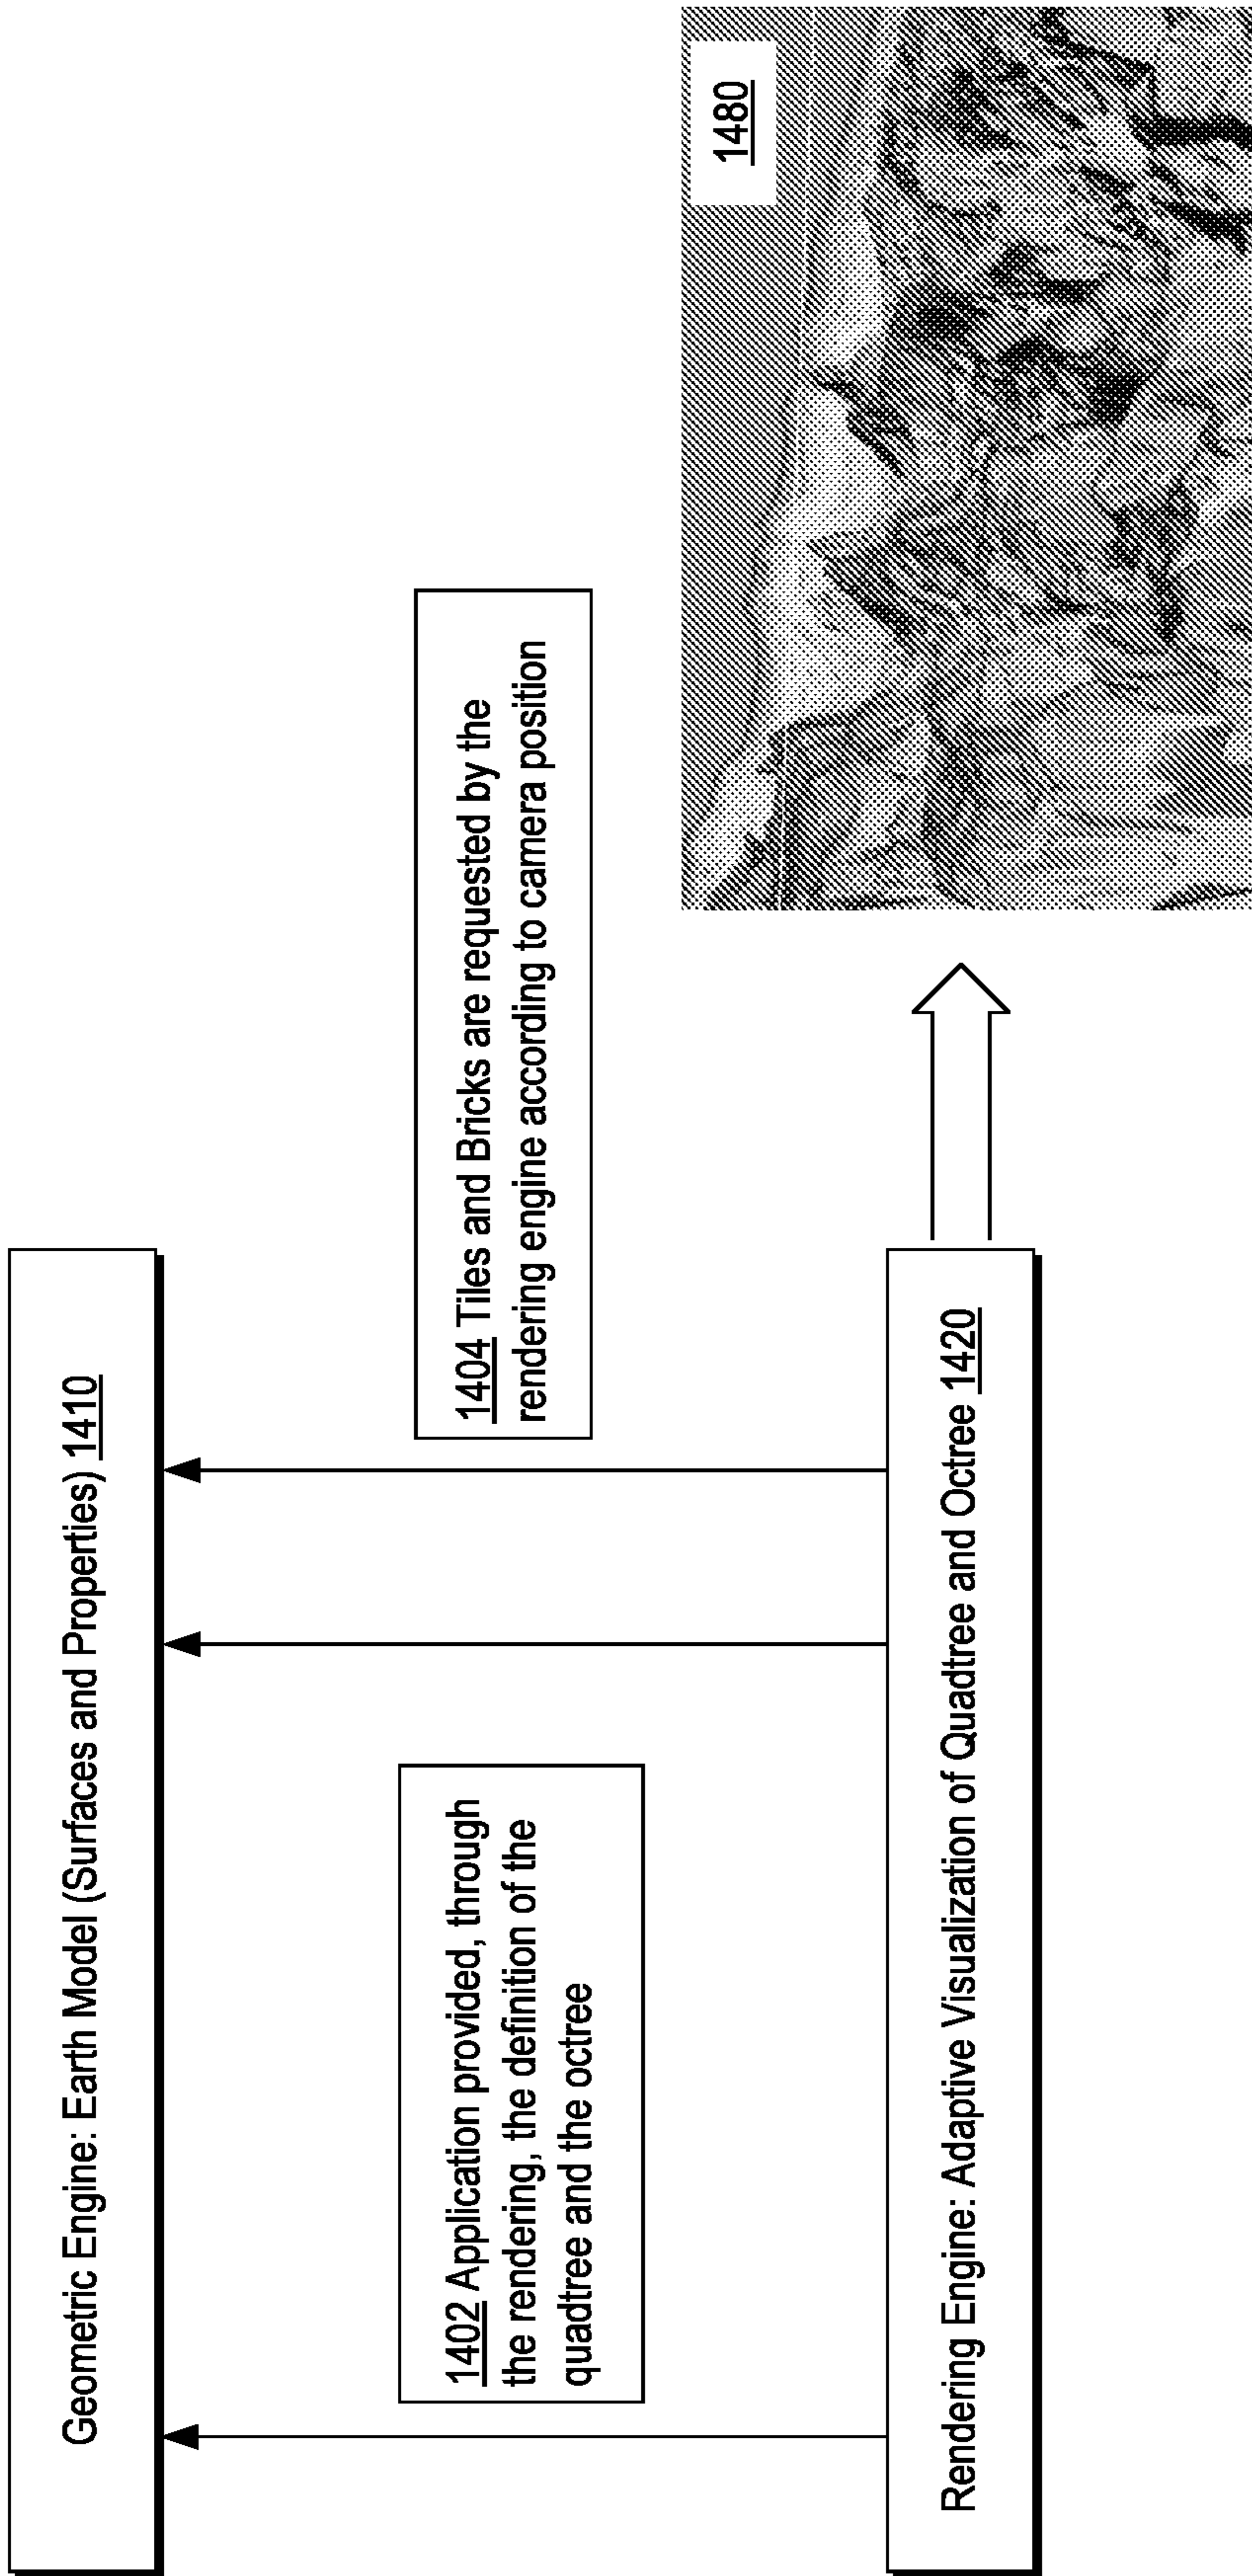 Geometric Engine: Earth Model (Surfaces and Properties) 1410
1402 Application provided, through
the rendering, the definition of the
quadtree and the octree
1404 Tiles and Bricks are requested by the
rendering engine according to camera position
Rendering Engine: Adaptive Visualization of Quadtree and Octree 1420
1480